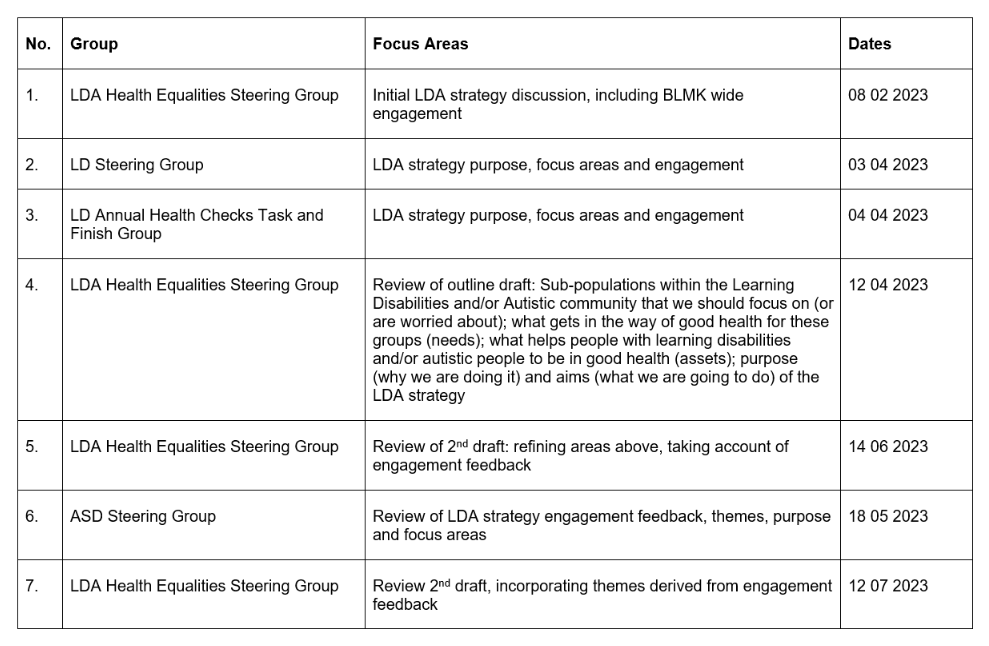 No. Group Focus Areas Dates
1. LDA Health Equalities Steering Group Initial LDA strategy discussion, including BLMK wide 08 02 2023
engagement
2. LD Steering Group LDA strategy purpose, focus areas and engagement 03 04 2023
3. LD Annual Health Checks Task and LDA strategy purpose, focus areas and engagement 04 04 2023
Finish Group
4. LDA Health Equalities Steering Group Review of outline draft: Sub-populations within the Learning 12 04 2023
Disabilities and/or Autistic community that we should focus on (or
are worried about); what gets in the way of good health for these
groups (needs); what helps people with learning disabilities
and/or autistic people to be in good health (assets); purpose
(why we are doing it) and aims (what we are going to do) of the
LDA strategy
5. LDA Health Equalities Steering Group Review of 2nd draft: refining areas above, taking account of 14 06 2023
engagement feedback
6. ASD Steering Group Review of LDA strategy engagement feedback, themes, purpose 18 05 2023
and focus areas
7. LDA Health Equalities Steering Group Review 2nd draft, incorporating themes derived from engagement 12 07 2023
feedback